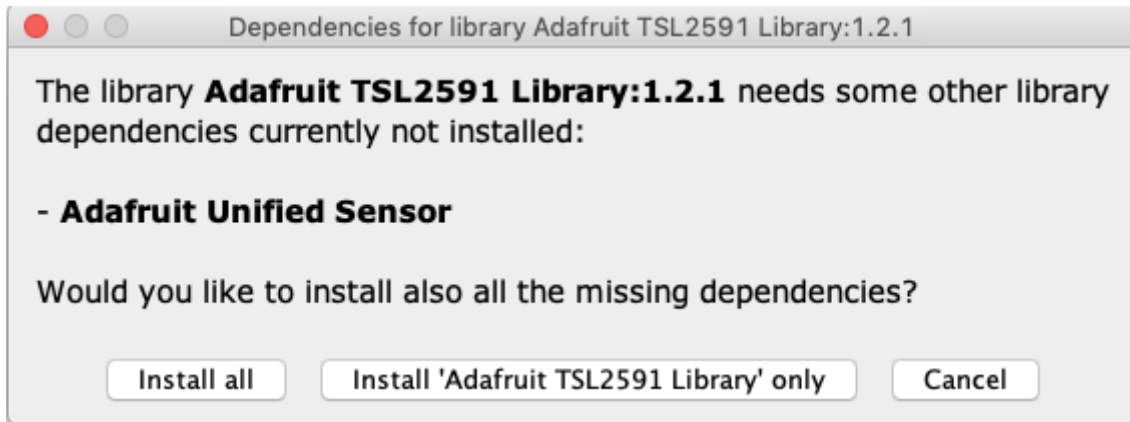 Dependencies for library Adafruit TSL2591 Library:1.2.1
The library Adafruit TSL2591 Library:1.2.1 needs some other library
dependencies currently not installed:
- Adafruit Unified Sensor
Would you like to install also all the missing dependencies?
Install all Install 'Adafruit TSL2591 Library' only Cancel